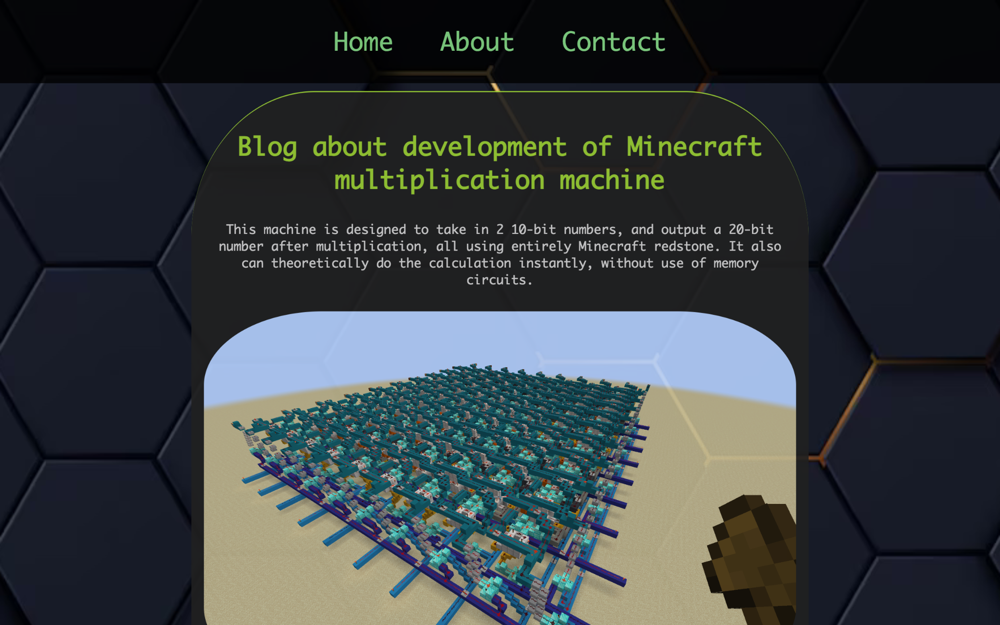 Home About Contact
Blog about development of Minecraft
multiplication machine
This machine is designed to take in 2 10-bit numbers, and output a 20-bit
number after multiplication, all using entirely Minecraft redstone. It also
can theoretically do the calculation instantly, without use of memory
circuits.